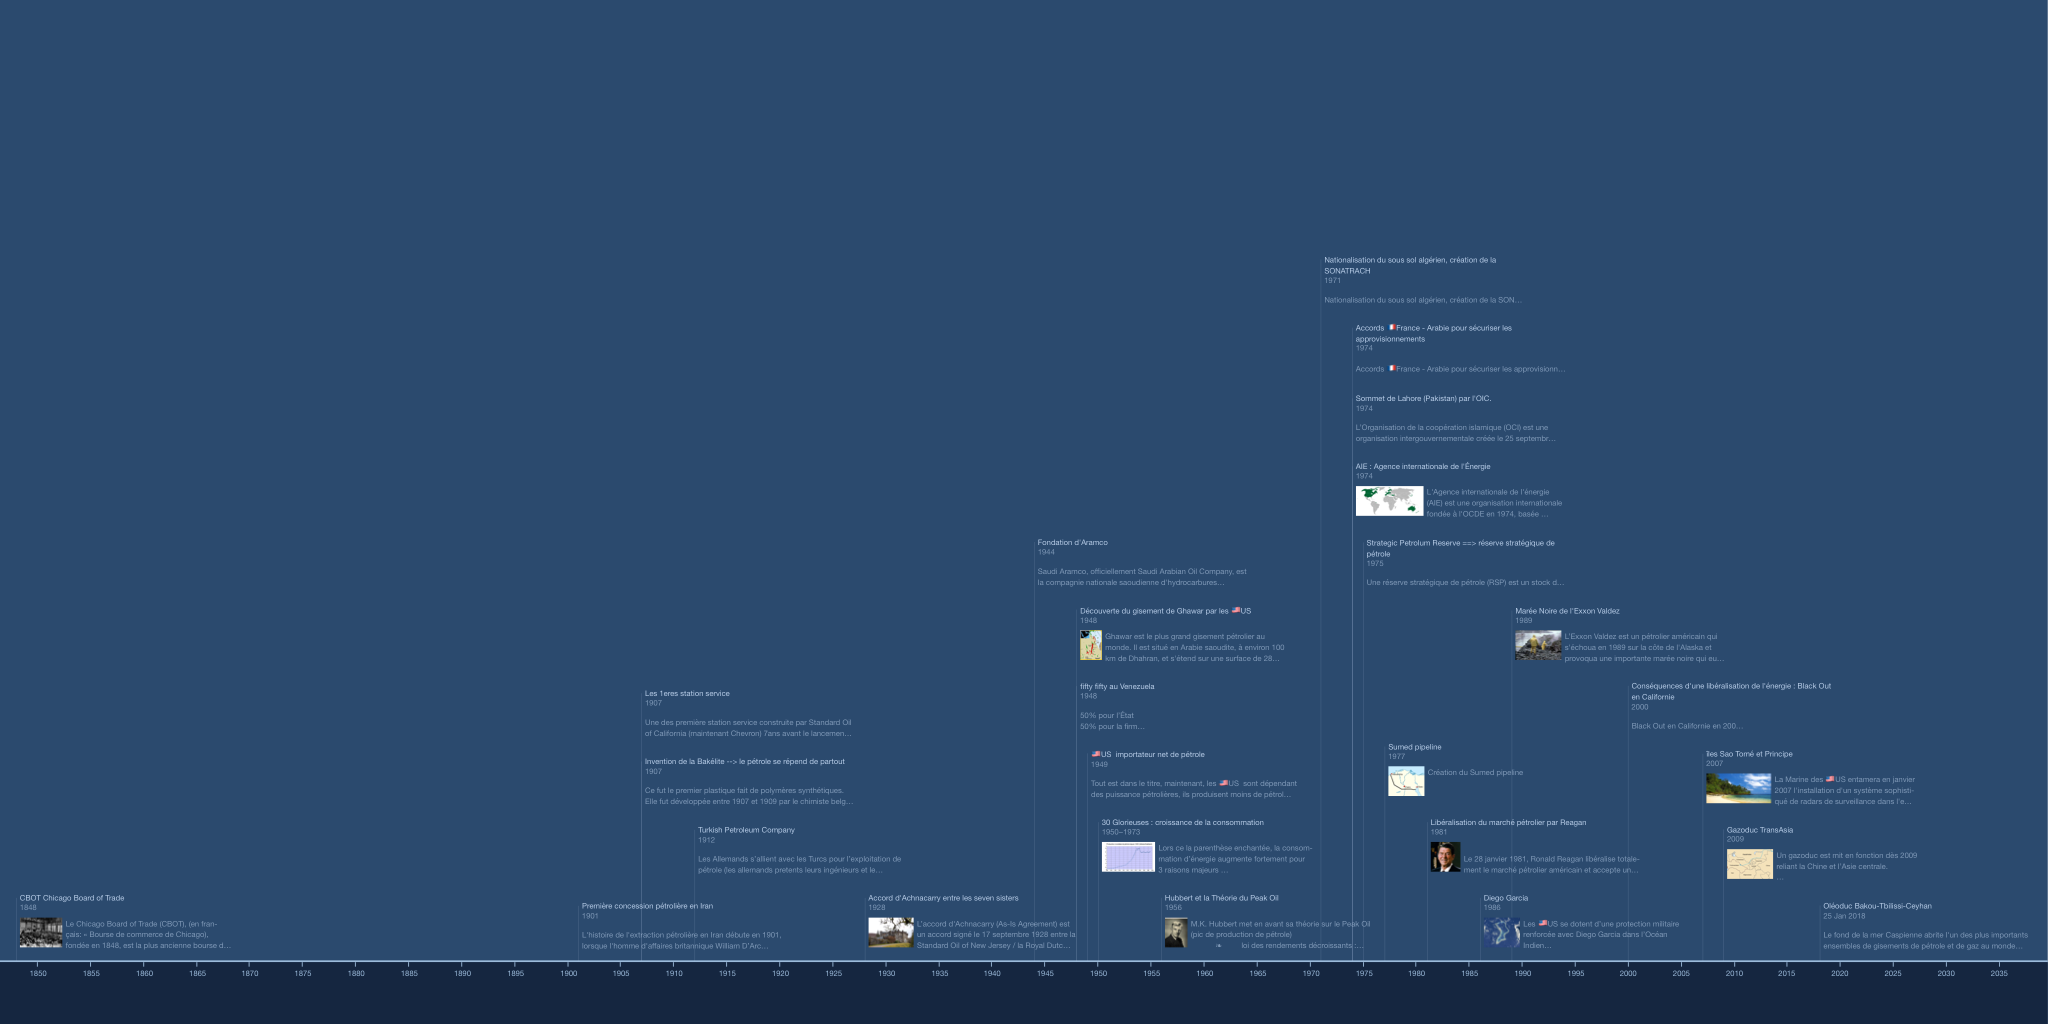 Nationalisation du sous sol algérien, création de la
SONATRACH
1971
Nationalisation du sous sol algérien, création de la SON…
Accords 🇫🇷France - Arabie pour sécuriser les
approvisionnements
1974
Accords 🇫🇷France - Arabie pour sécuriser les approvisionn…
Sommet de Lahore (Pakistan) par l'OIC.
1974
L'Organisation de la coopération islamique (OCI) est une
organisation intergouvernementale créée le 25 septembr…
AIE : Agence internationale de l'Énergie
1974
L'Agence internationale de l'énergie
(AIE) est une organisation internationale
fondée à l'OCDE en 1974, basée …
Fondation d'Aramco
1944
Saudi Aramco, officiellement Saudi Arabian Oil Company, est
la compagnie nationale saoudienne d'hydrocarbures…
Strategic Petrolum Reserve ==> réserve stratégique de
pétrole
1975
Une réserve stratégique de pétrole (RSP) est un stock d…
Découverte du gisement de Ghawar par les 🇺🇸US
1948
Ghawar est le plus grand gisement pétrolier au
monde. Il est situé en Arabie saoudite, à environ 100
km de Dhahran, et s'étend sur une surface de 28…
Marée Noire de l'Exxon Valdez
1989
L'Exxon Valdez est un pétrolier américain qui
s'échoua en 1989 sur la côte de l'Alaska et
provoqua une importante marée noire qui eu…
Les 1eres station service
1907
Une des première station service construite par Standard Oil
of California (maintenant Chevron) 7ans avant le lancemen…
fifty fifty au Venezuela
1948
50% pour l'État
50% pour la firm…
Conséquences d'une libéralisation de l'énergie : Black Out
en Californie
2000
Black Out en Californie en 200…
Invention de la Bakélite --> le pétrole se répend de partout
1907
Ce fut le premier plastique fait de polymères synthétiques.
Elle fut développée entre 1907 et 1909 par le chimiste belg…
🇺🇸US importateur net de pétrole
1949
Tout est dans le titre, maintenant, les 🇺🇸US sont dépendant
des puissance pétrolières, ils produisent moins de pétrol…
Sumed pipeline
1977
Création du Sumed pipeline
îles Sao Tomé et Principe
2007
La Marine des 🇺🇸US entamera en janvier
2007 l'installation d'un système sophisti-
qué de radars de surveillance dans l'e…
Turkish Petroleum Company
1912
Les Allemands s'allient avec les Turcs pour l'exploitation de
pétrole (les allemands pretents leurs ingénieurs et le…
30 Glorieuses : croissance de la consommation
1950–1973
Lors ce la parenthèse enchantée, la consom-
mation d'énergie augmente fortement pour
3 raisons majeurs …
Libéralisation du marché pétrolier par Reagan
1981
Le 28 janvier 1981, Ronald Reagan libéralise totale-
ment le marché pétrolier américain et accepte un…
Gazoduc TransAsia
2009
Un gazoduc est mit en fonction dès 2009
reliant la Chine et l'Asie centrale.
…
CBOT Chicago Board of Trade
1848
Le Chicago Board of Trade (CBOT), (en fran-
çais: « Bourse de commerce de Chicago),
fondée en 1848, est la plus ancienne bourse d…
Première concession pétrolière en Iran
1901
L'histoire de l'extraction pétrolière en Iran débute en 1901,
lorsque l'homme d'affaires britannique William D'Arc…
Accord d'Achnacarry entre les seven sisters
1928
L'accord d'Achnacarry (As-Is Agreement) est
un accord signé le 17 septembre 1928 entre la
Standard Oil of New Jersey / la Royal Dutc…
Hubbert et la Théorie du Peak Oil
1956
M.K. Hubbert met en avant sa théorie sur le Peak Oil
(pic de production de pétrole)
❧ loi des rendements décroissants :…
Diego Garcia
1986
Les 🇺🇸US se dotent d'une protection militaire
renforcée avec Diego Garcia dans l'Océan
Indien…
Oléoduc Bakou-Tbilissi-Ceyhan
25 Jan 2018
Le fond de la mer Caspienne abrite l'un des plus importants
ensembles de gisements de pétrole et de gaz au monde…
1850 1855 1860 1865 1870 1875 1880 1885 1890 1895 1900 1905 1910 1915 1920 1925 1930 1935 1940 1945 1950 1955 1960 1965 1970 1975 1980 1985 1990 1995 2000 2005 2010 2015 2020 2025 2030 2035